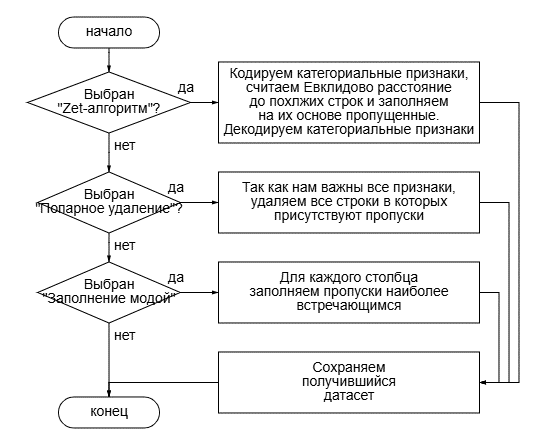 начало
Выбран
"Zet-алгоритм"?
да
Кодируем категориальные признаки,
считаем Евклидово расстояние
до похлжих строк и заполняем
на их основе пропущенные.
Декодируем категориальные признаки
нет
Выбран
"Попарное удаление"?
да
Так как нам важны все признаки,
удаляем все строки в которых
присутствуют пропуски
нет
Выбран
"Заполнение модой"
да
Для каждого столбца
заполняем пропуски наиболее
встречающимся
нет
Сохраняем
получившийся
датасет
конец